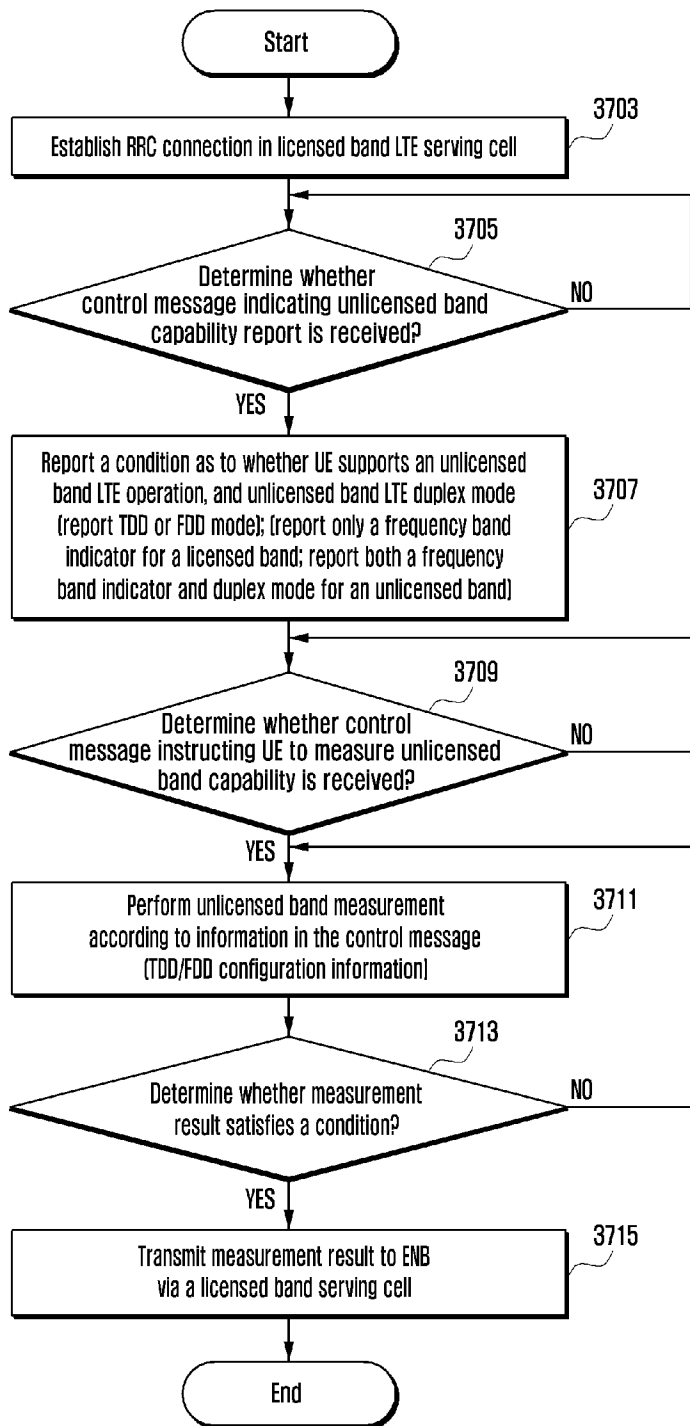 Start
3703
Establish RRC connection in licensed band LTE serving cell
3705
Determine whether
control message indicating unlicensed band
capability report is received?
NO
YES
Report a condition as to whether UE supports an unlicensed
band LTE operation, and unlicensed band LTE duplex mode
(report TDD or FDD mode); (report only a frequency band
indicator for a licensed band; report both a frequency
band indicator and duplex mode for an unlicensed band)
3707
3709
Determine whether control
message instructing UE to measure unlicensed
band capability is received?
NO
YES
Perform unlicensed band measurement
according to information in the control message
(TDD/FDD configuration information)
3711
3713
Determine whether measurement
result satisfies a condition?
NO
YES
Transmit measurement result to ENB
via a licensed band serving cell
3715
End